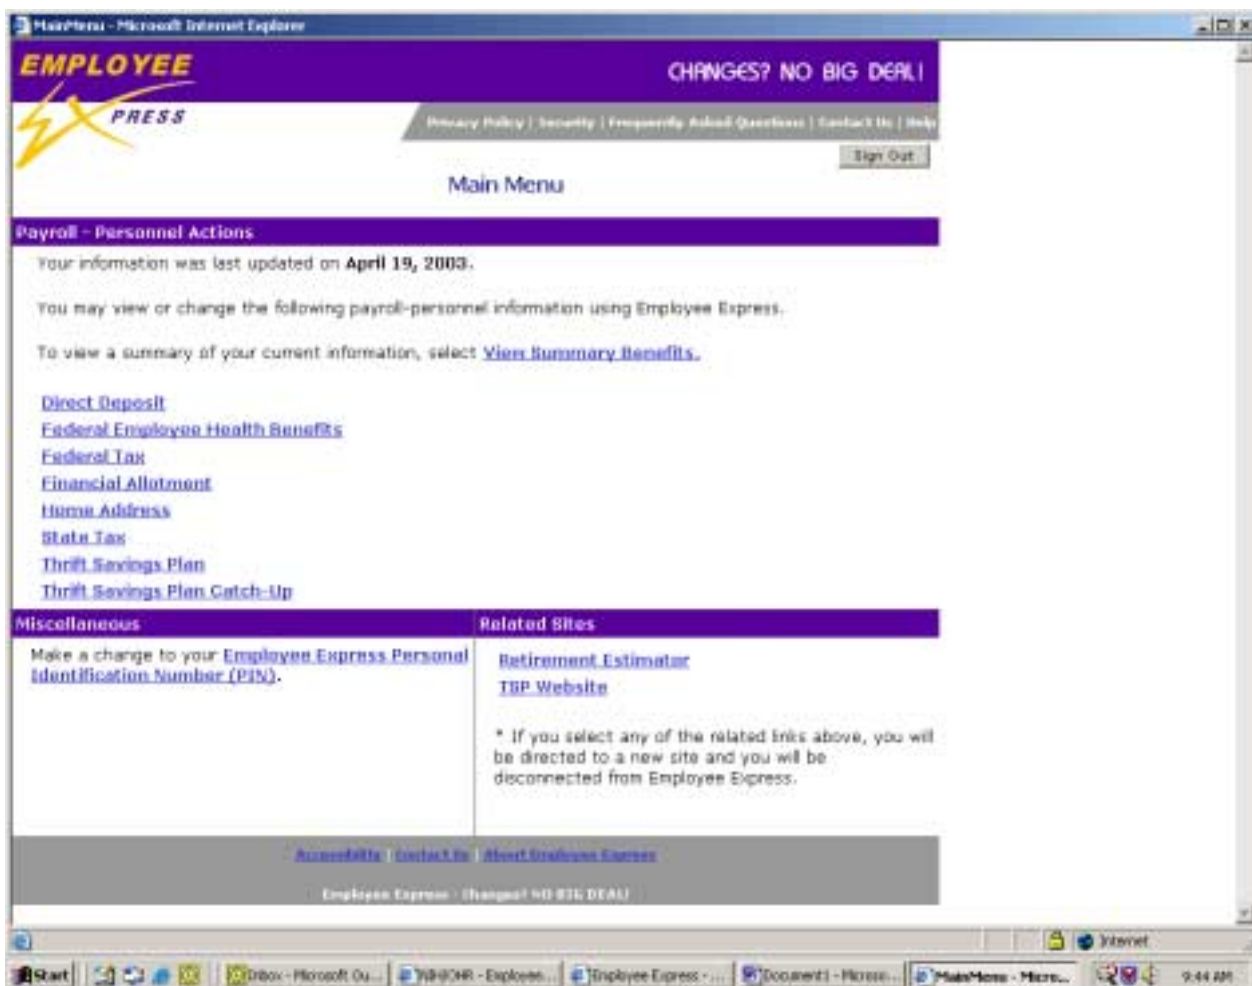 MainMenu - Microsoft Internet Explorer
EMPLOYEE
CHANGES? NO BIG DEAL!
EXPRESS
Privacy Policy | Security | Frequently Asked Questions | Contact Us | Help
Sign Out
Main Menu
Payroll - Personnel Actions
Your information was last updated on April 19, 2003.
You may view or change the following payroll-personnel information using Employee Express.
To view a summary of your current information, select View Summary Benefits.
Direct Deposit
Federal Employee Health Benefits
Federal Tax
Financial Allotment
Home Address
State Tax
Thrift Savings Plan
Thrift Savings Plan Catch-Up
Miscellaneous
Make a change to your Employee Express Personal
Identification Number (PIN).
Related Sites
Retirement Estimator
TSP Website
* If you select any of the related links above, you will
be directed to a new site and you will be
disconnected from Employee Express.
Accessibility | Contact Us | About Employee Express
Employee Express - Changes? NO BIG DEAL!
Internet
Start
Inbox - Microsoft Ou...
- Employee...
Employee Express - ...
Document1 - Micros...
MainMenu - Micro...
9:44 AM